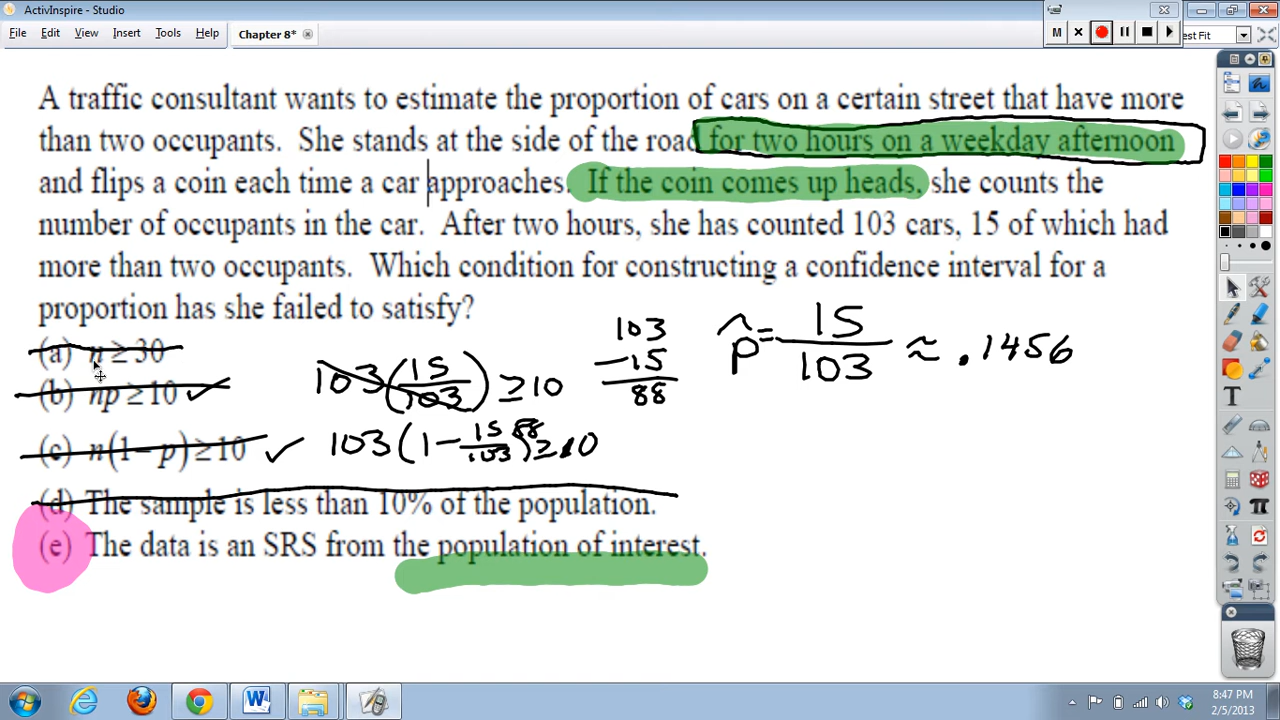 ActivInspire - Studio
File Edit View Insert Tools Help Chapter 8* M est Fit
A traffic consultant wants to estimate the proportion of cars on a certain street that have more
than two occupants. She stands at the side of the road for two hours on a weekday afternoon
and flips a coin each time a car approaches. If the coin comes up heads, she counts the
number of occupants in the car. After two hours, she has counted 103 cars, 15 of which had
more than two occupants. Which condition for constructing a confidence interval for a
proportion has she failed to satisfy?
(a) n ≥ 30
(b) np ≥ 10 ✓
(c) n(1 − p) ≥ 10 ✓
(d) The sample is less than 10% of the population.
(e) The data is an SRS from the population of interest.
103(15/103) ≥ 10
103(1 − 15/103) ≥ 10
88
103
−15
88
p̂ = 15/103 ≈ .1456
T
π
W
8:47 PM
2/5/2013